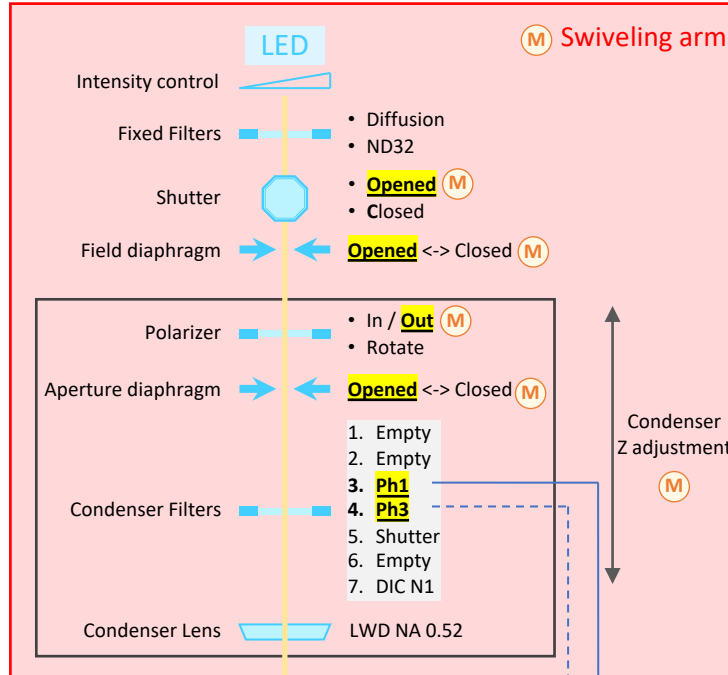 LED
M Swiveling arm
Intensity control
Fixed Filters
• Diffusion
• ND32
Shutter
• Opened M
• Closed
Field diaphragm
Opened <-> Closed M
Polarizer
• In / Out M
• Rotate
Aperture diaphragm
Opened <-> Closed M
Condenser
Z adjustment
M
Condenser Filters
1. Empty
2. Empty
3. Ph1
4. Ph3
5. Shutter
6. Empty
7. DIC N1
Condenser Lens
LWD NA 0.52